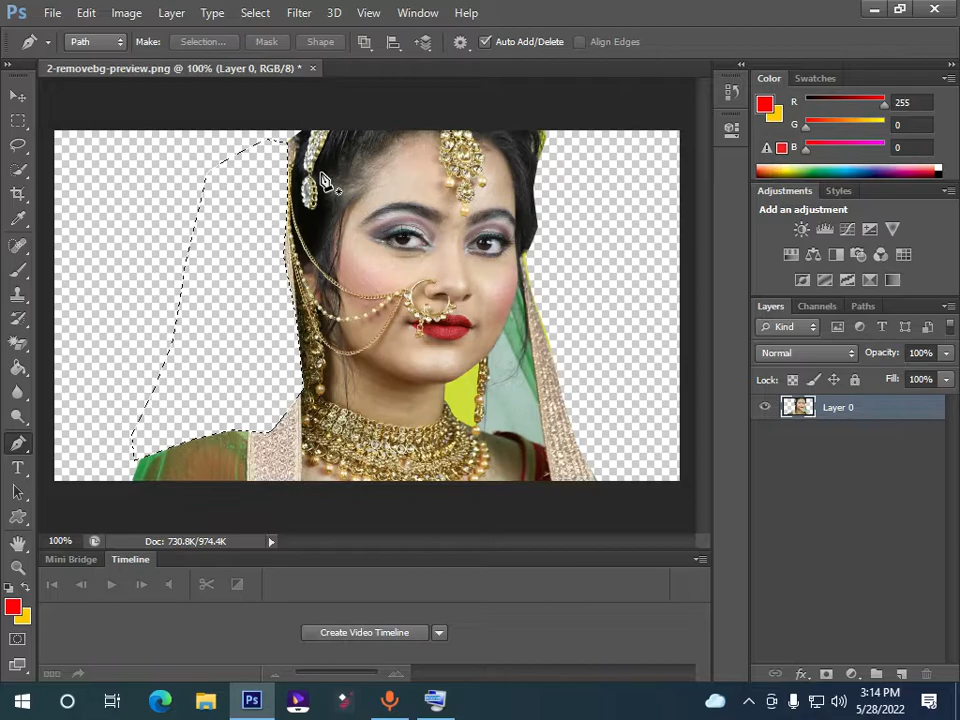 Ps File Edit Image Layer Type Select Filter 3D View Window Help
Path Make: Selection... Mask Shape Auto Add/Delete Align Edges
2-removebg-preview.png @ 100% (Layer 0, RGB/8) * ×
Color Swatches
R 255
G 0
B 0
Adjustments Styles
Add an adjustment
Layers Channels Paths
Kind T
Normal Opacity: 100%
Lock: Fill: 100%
Layer 0
T
100% Doc: 730.8K/974.4K
Mini Bridge Timeline
Create Video Timeline
fx
Ps 3:14 PM
5/28/2022